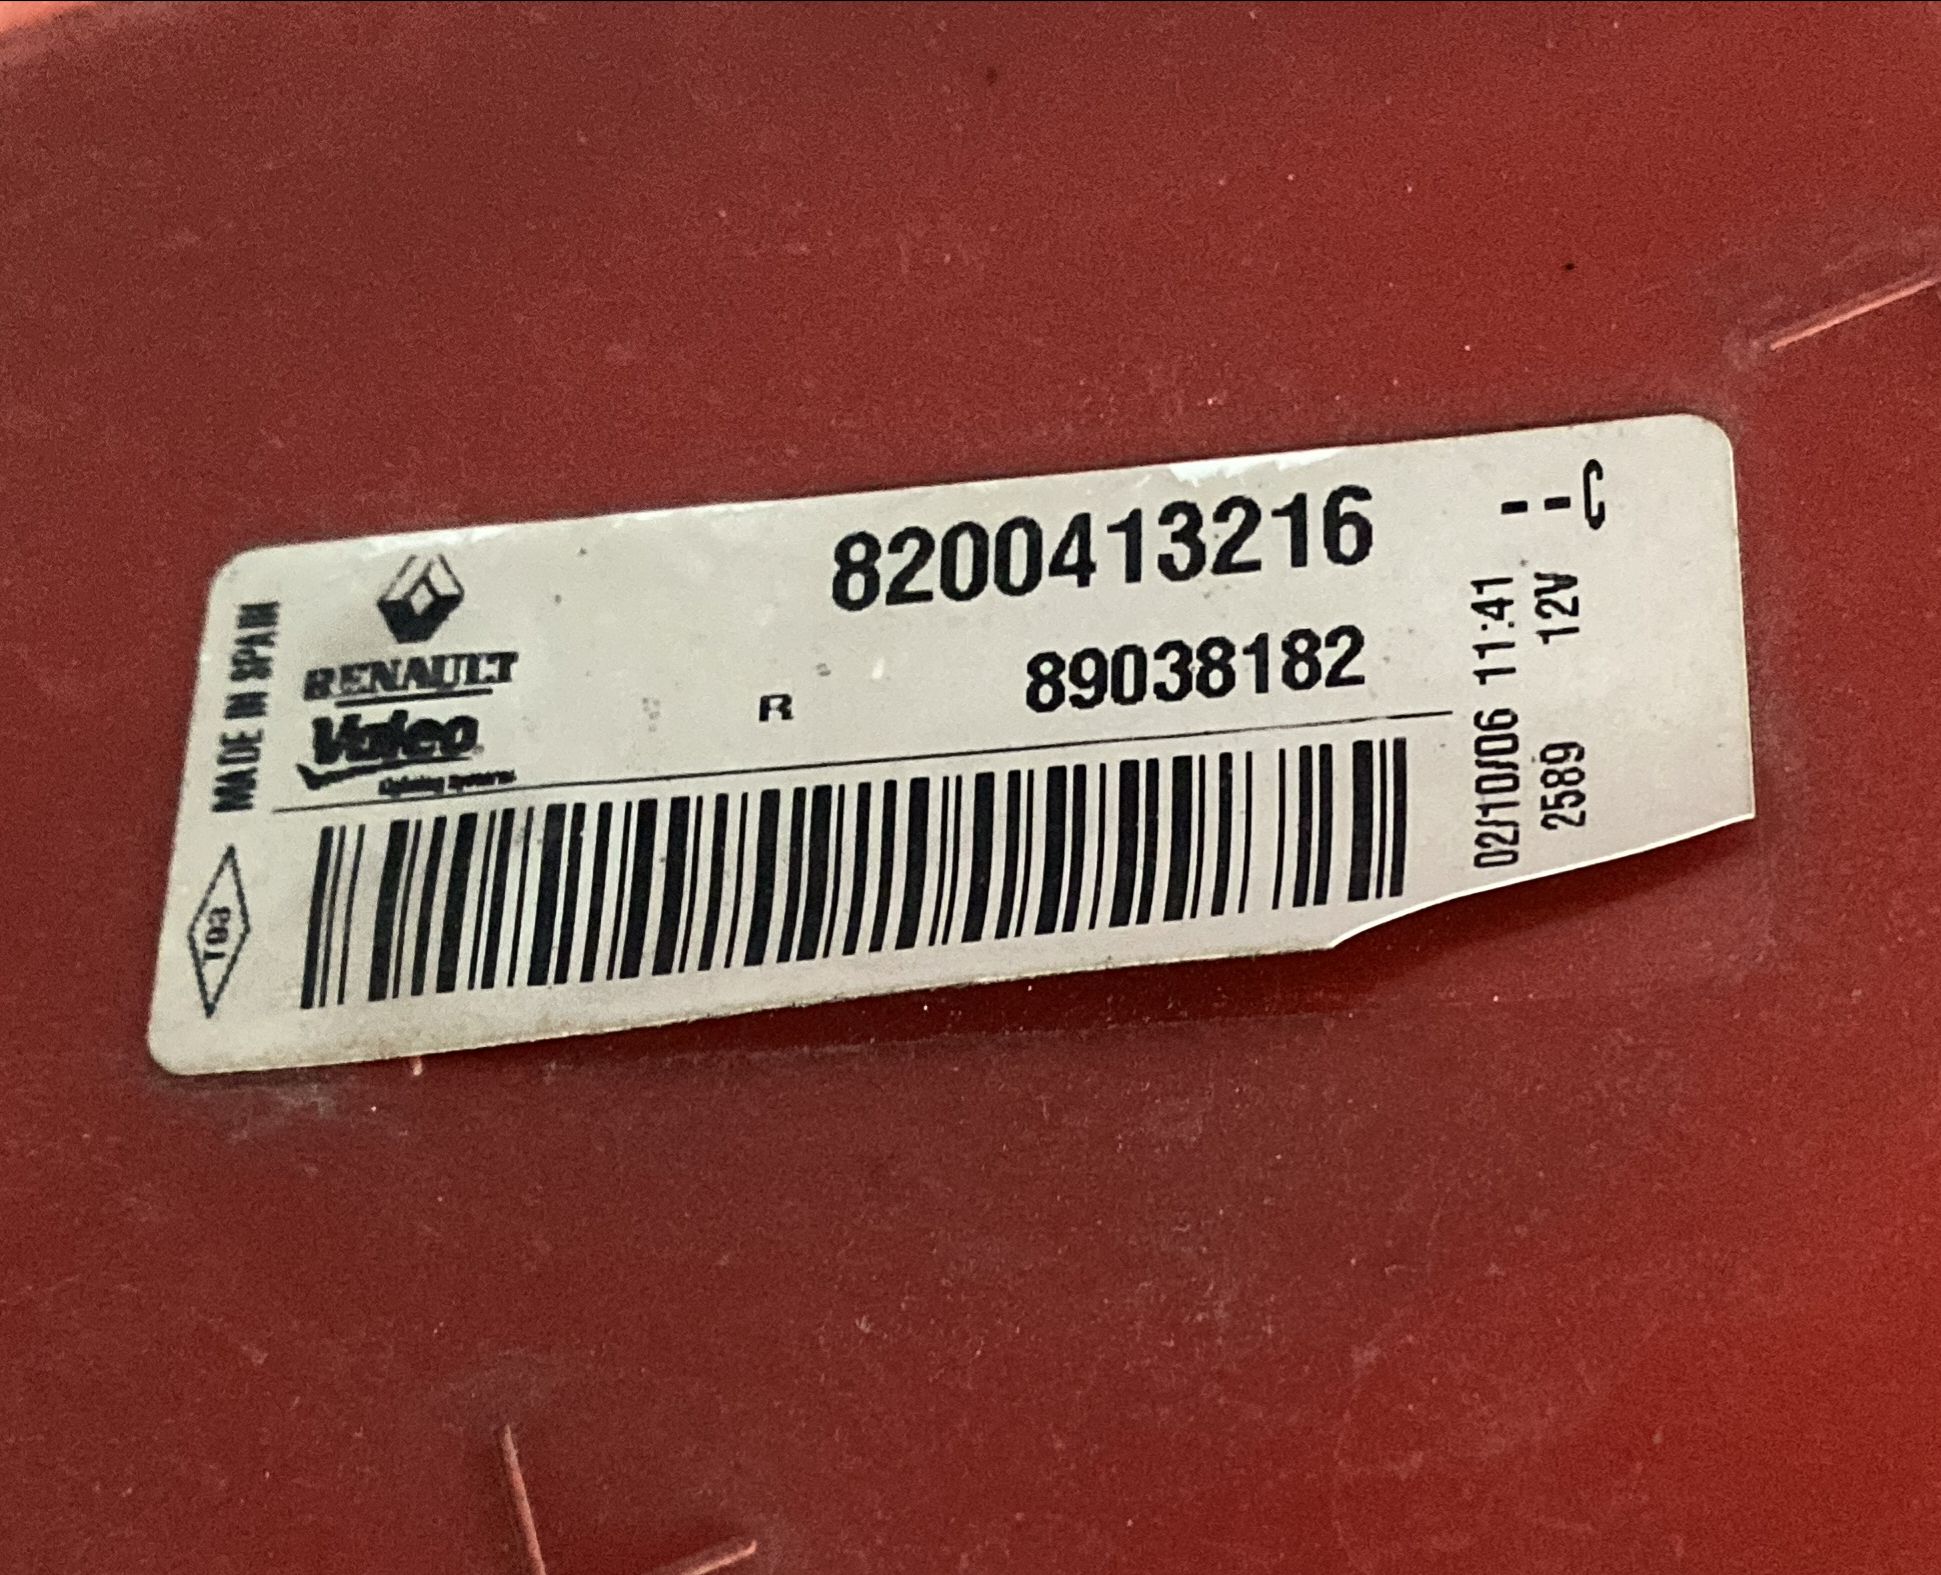 MADE IN SPAIN
T03
RENAULT
Valeo
8200413216
R 89038182
02/10/06 11:41 --C
2589 12V